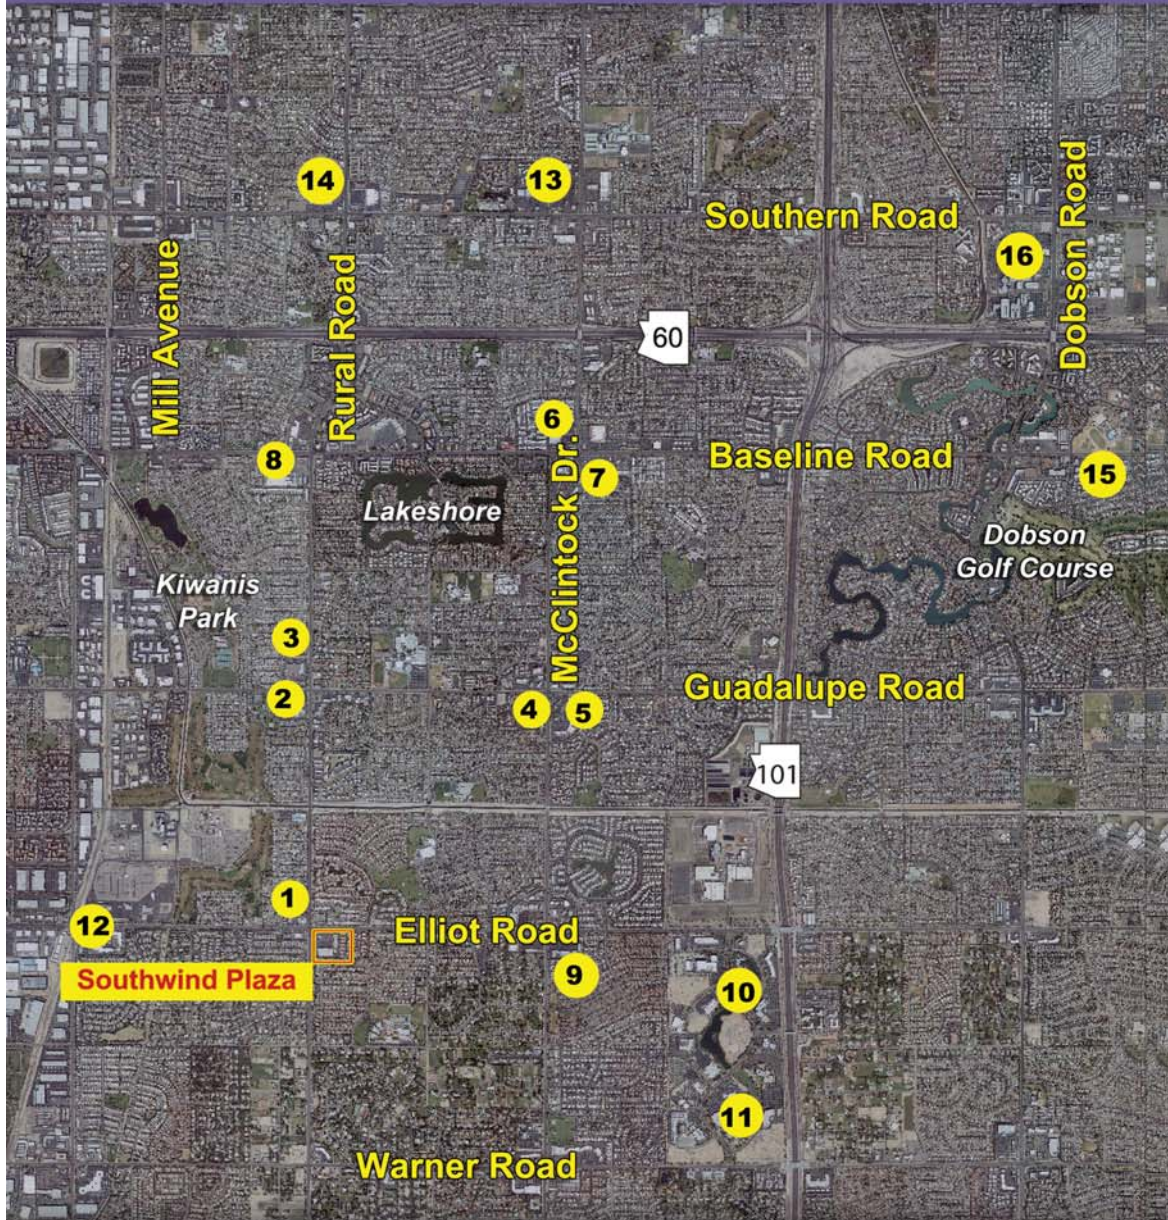 14
13
Southern Road
Dobson Road
16
Mill Avenue
Rural Road
60
6
8
Baseline Road
7
15
McClintock Dr.
Lakeshore
Dobson
Golf Course
Kiwanis
Park
3
2
4
5
Guadalupe Road
101
1
12
Elliot Road
Southwind Plaza
9
10
11
Warner Road